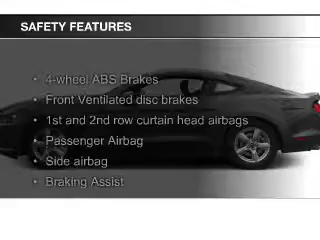 SAFETY FEATURES
• 4-wheel ABS Brakes
• Front Ventilated disc brakes
• 1st and 2nd row curtain head airbags
• Passenger Airbag
• Side airbag
• Braking Assist